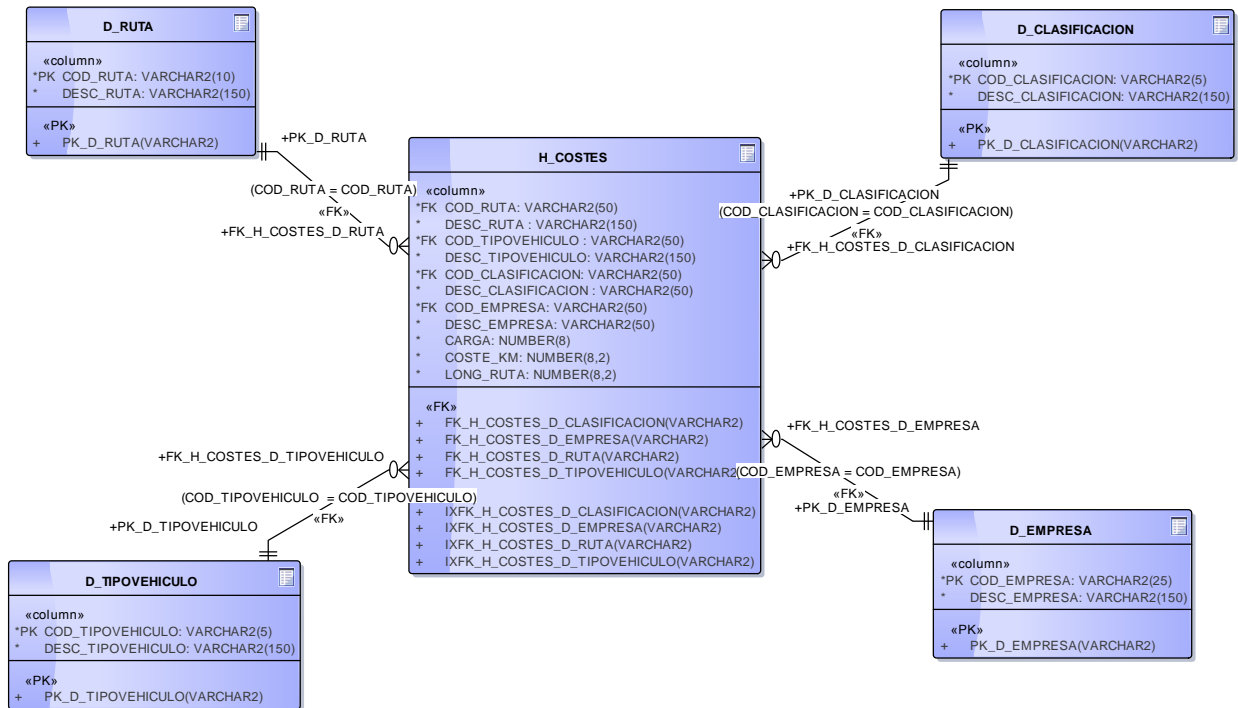 D_RUTA
«column»
*PK COD_RUTA: VARCHAR2(10)
* DESC_RUTA: VARCHAR2(150)
«PK»
+ PK_D_RUTA(VARCHAR2)
D_CLASIFICACION
«column»
*PK COD_CLASIFICACION: VARCHAR2(5)
* DESC_CLASIFICACION: VARCHAR2(150)
«PK»
+ PK_D_CLASIFICACION(VARCHAR2)
+PK_D_RUTA
(COD_RUTA = COD_RUTA)
«FK»
+FK_H_COSTES_D_RUTA
+PK_D_CLASIFICACION
(COD_CLASIFICACION = COD_CLASIFICACION)
«FK»
+FK_H_COSTES_D_CLASIFICACION
H_COSTES
«column»
*FK COD_RUTA: VARCHAR2(50)
* DESC_RUTA : VARCHAR2(150)
*FK COD_TIPOVEHICULO : VARCHAR2(50)
* DESC_TIPOVEHICULO: VARCHAR2(150)
*FK COD_CLASIFICACION: VARCHAR2(50)
* DESC_CLASIFICACION : VARCHAR2(50)
*FK COD_EMPRESA: VARCHAR2(50)
* DESC_EMPRESA: VARCHAR2(50)
* CARGA: NUMBER(8)
* COSTE_KM: NUMBER(8,2)
* LONG_RUTA: NUMBER(8,2)
«FK»
+ FK_H_COSTES_D_CLASIFICACION(VARCHAR2)
+ FK_H_COSTES_D_EMPRESA(VARCHAR2)
+ FK_H_COSTES_D_RUTA(VARCHAR2)
+ FK_H_COSTES_D_TIPOVEHICULO(VARCHAR2
+ IXFK_H_COSTES_D_CLASIFICACION(VARCHAR2)
+ IXFK_H_COSTES_D_EMPRESA(VARCHAR2)
+ IXFK_H_COSTES_D_RUTA(VARCHAR2)
+ IXFK_H_COSTES_D_TIPOVEHICULO(VARCHAR2)
+FK_H_COSTES_D_TIPOVEHICULO
(COD_TIPOVEHICULO = COD_TIPOVEHICULO)
«FK»
+PK_D_TIPOVEHICULO
+FK_H_COSTES_D_EMPRESA
(COD_EMPRESA = COD_EMPRESA)
«FK»
+PK_D_EMPRESA
D_TIPOVEHICULO
«column»
*PK COD_TIPOVEHICULO: VARCHAR2(5)
* DESC_TIPOVEHICULO: VARCHAR2(150)
«PK»
+ PK_D_TIPOVEHICULO(VARCHAR2)
D_EMPRESA
«column»
*PK COD_EMPRESA: VARCHAR2(25)
* DESC_EMPRESA: VARCHAR2(150)
«PK»
+ PK_D_EMPRESA(VARCHAR2)